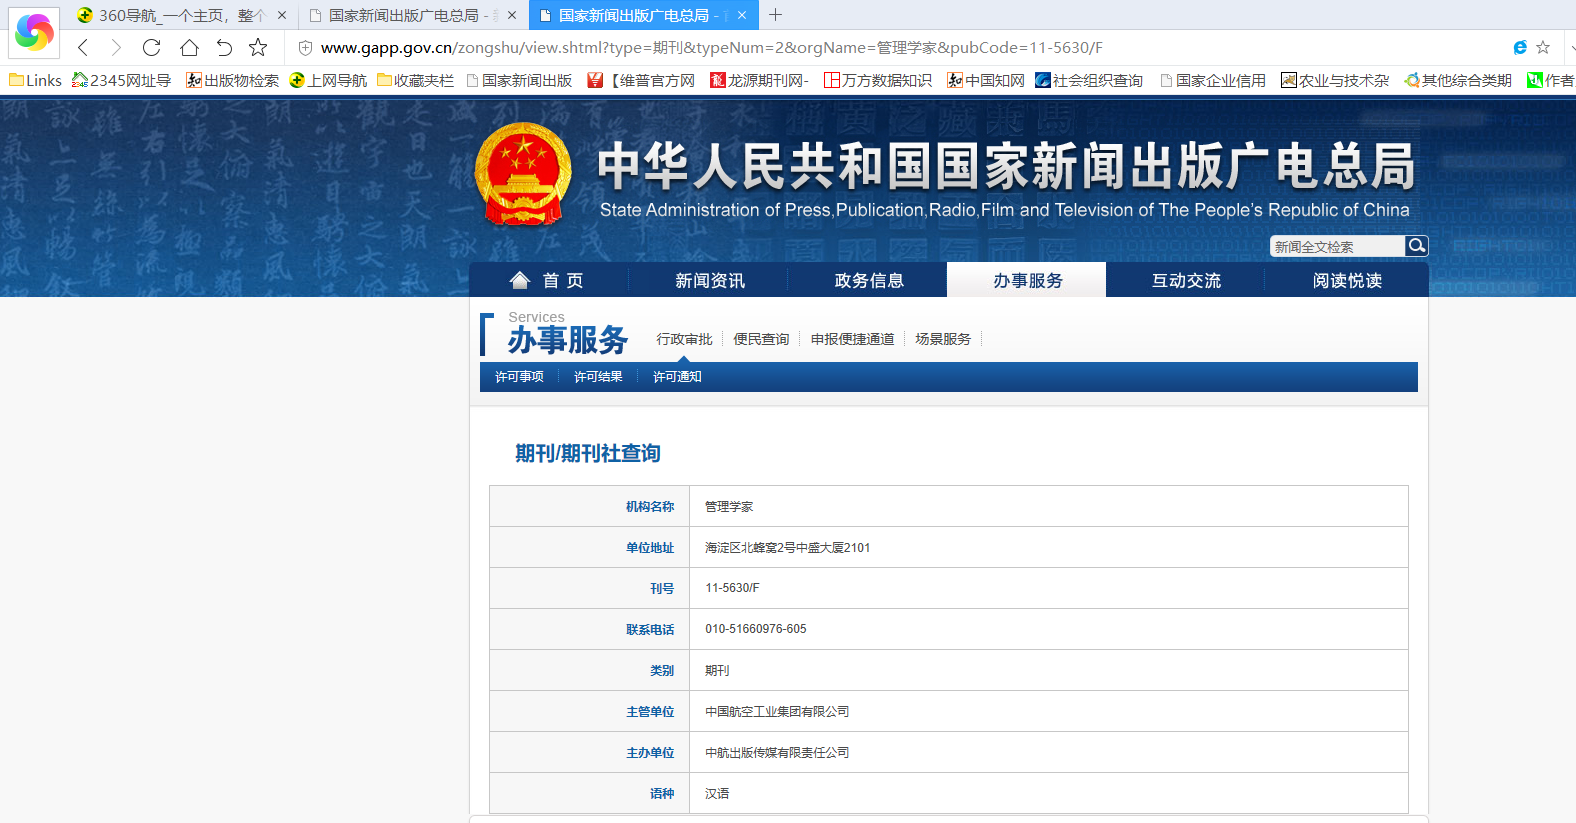 360导航_一个主页，整个
国家新闻出版广电总局 -
国家新闻出版广电总局 -
www.gapp.gov.cn/zongshu/view.shtml?type=期刊&typeNum=2&orgName=管理学家&pubCode=11-5630/F
Links 2345网址导 出版物检索 上网导航 收藏夹栏 国家新闻出版 【维普官方网 龙源期刊网- 万方数据知识 中国知网 社会组织查询 国家企业信用 农业与技术杂 其他综合类期 作者
中华人民共和国国家新闻出版广电总局
State Administration of Press,Publication,Radio,Film and Television of The People's Republic of China
新闻全文检索
首 页 新闻资讯 政务信息 办事服务 互动交流 阅读悦读
Services
办事服务 行政审批 便民查询 申报便捷通道 场景服务
许可事项 许可结果 许可通知
期刊/期刊社查询
机构名称 管理学家
单位地址 海淀区北蜂窝2号中盛大厦2101
刊号 11-5630/F
联系电话 010-51660976-605
类别 期刊
主管单位 中国航空工业集团有限公司
主办单位 中航出版传媒有限责任公司
语种 汉语